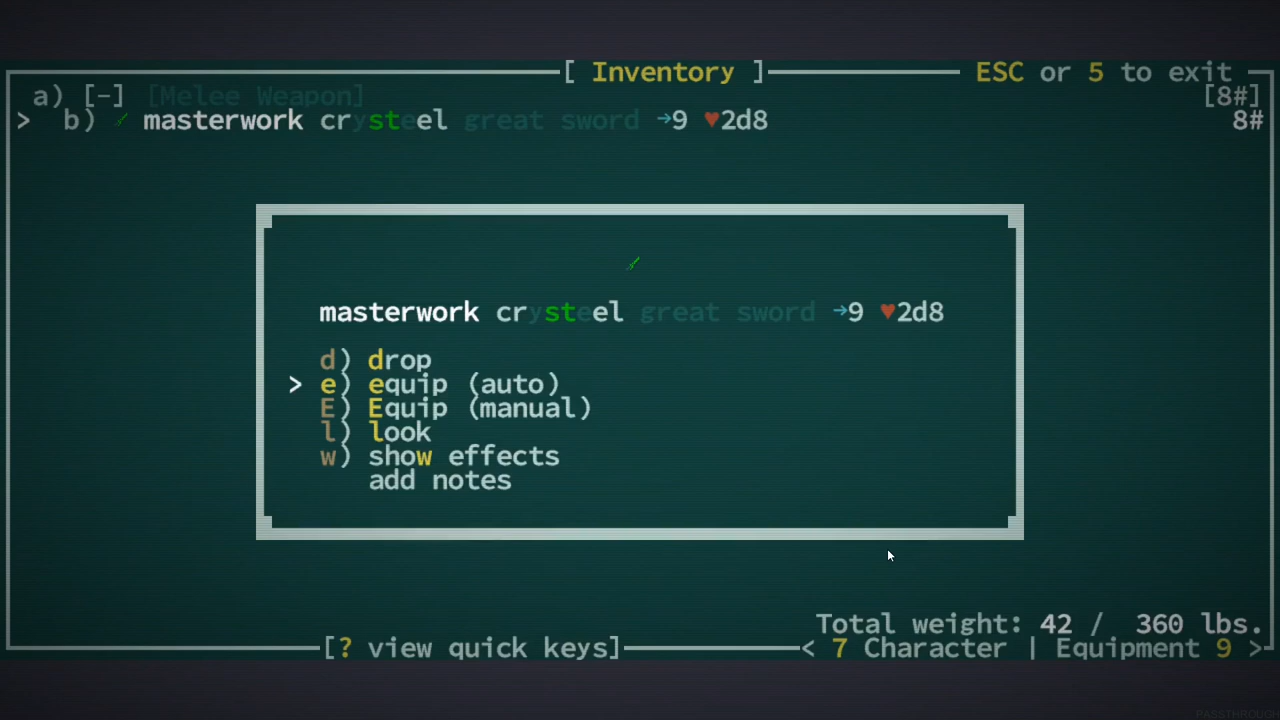 [ Inventory ] ESC or 5 to exit
a) [-] [Melee Weapon] [8#]
> b) masterwork crysteel great sword →9 ♥2d8 8#
masterwork crysteel great sword →9 ♥2d8
d) drop
> e) equip (auto)
E) Equip (manual)
l) look
w) show effects
add notes
Total weight: 42 / 360 lbs.
[? view quick keys] < 7 Character | Equipment 9 >